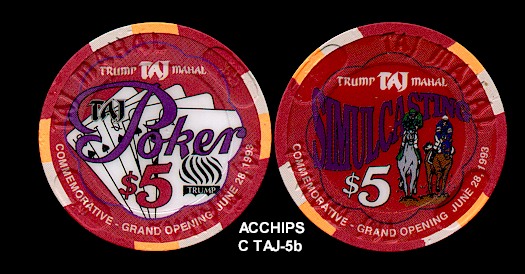 TAJ MAHAL
TRUMP TAJ MAHAL
TAJ
Poker
$5
TRUMP
COMMEMORATIVE - GRAND OPENING JUNE 28, 1993
TAJ MAHAL
TRUMP TAJ MAHAL
SIMULCASTING
$5
COMMEMORATIVE - GRAND OPENING JUNE 28, 1993
ACCHIPS
C TAJ-5b